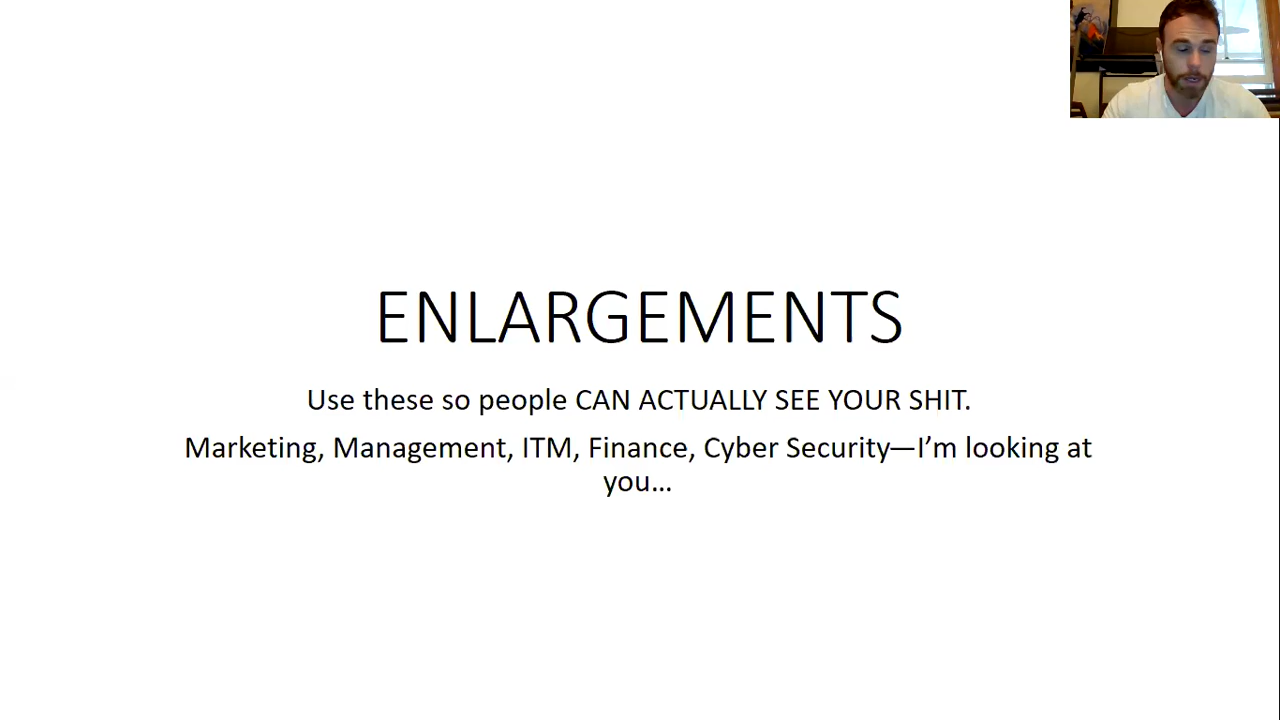 ENLARGEMENTS
Use these so people CAN ACTUALLY SEE YOUR SHIT.
Marketing, Management, ITM, Finance, Cyber Security—I’m looking at
you…